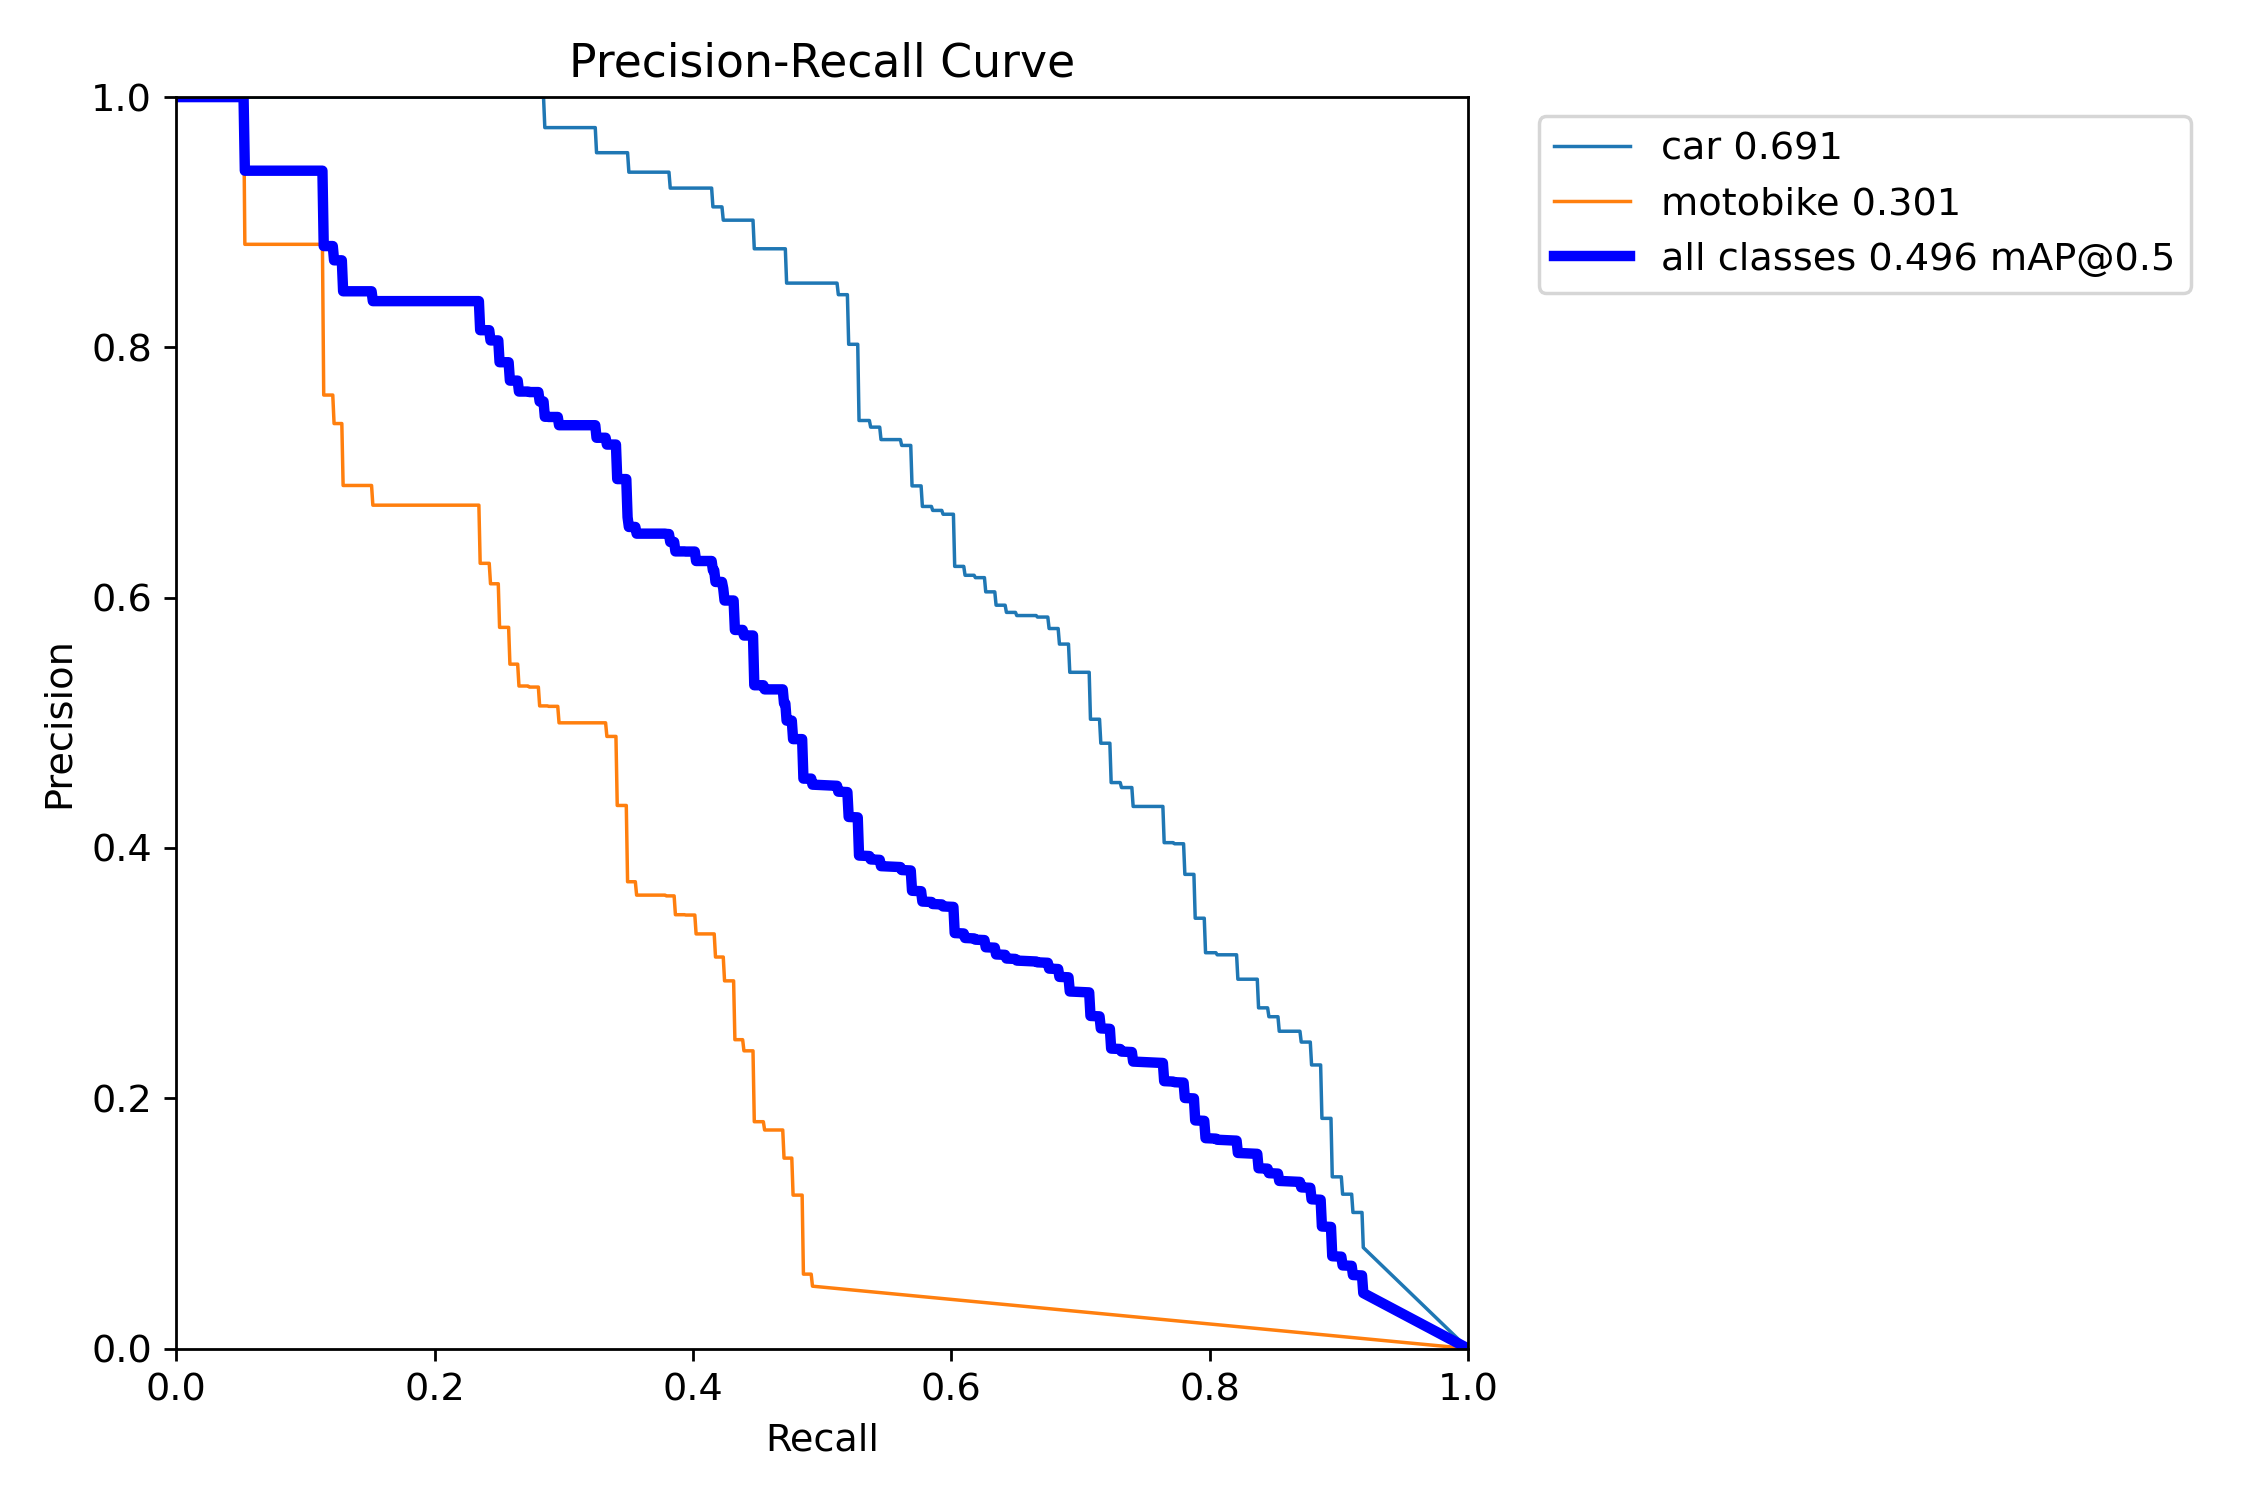 Precision-Recall Curve
car 0.691
motobike 0.301
all classes 0.496 mAP@0.5
Precision
1.0
0.8
0.6
0.4
0.2
0.0
0.0 0.2 0.4 0.6 0.8 1.0
Recall